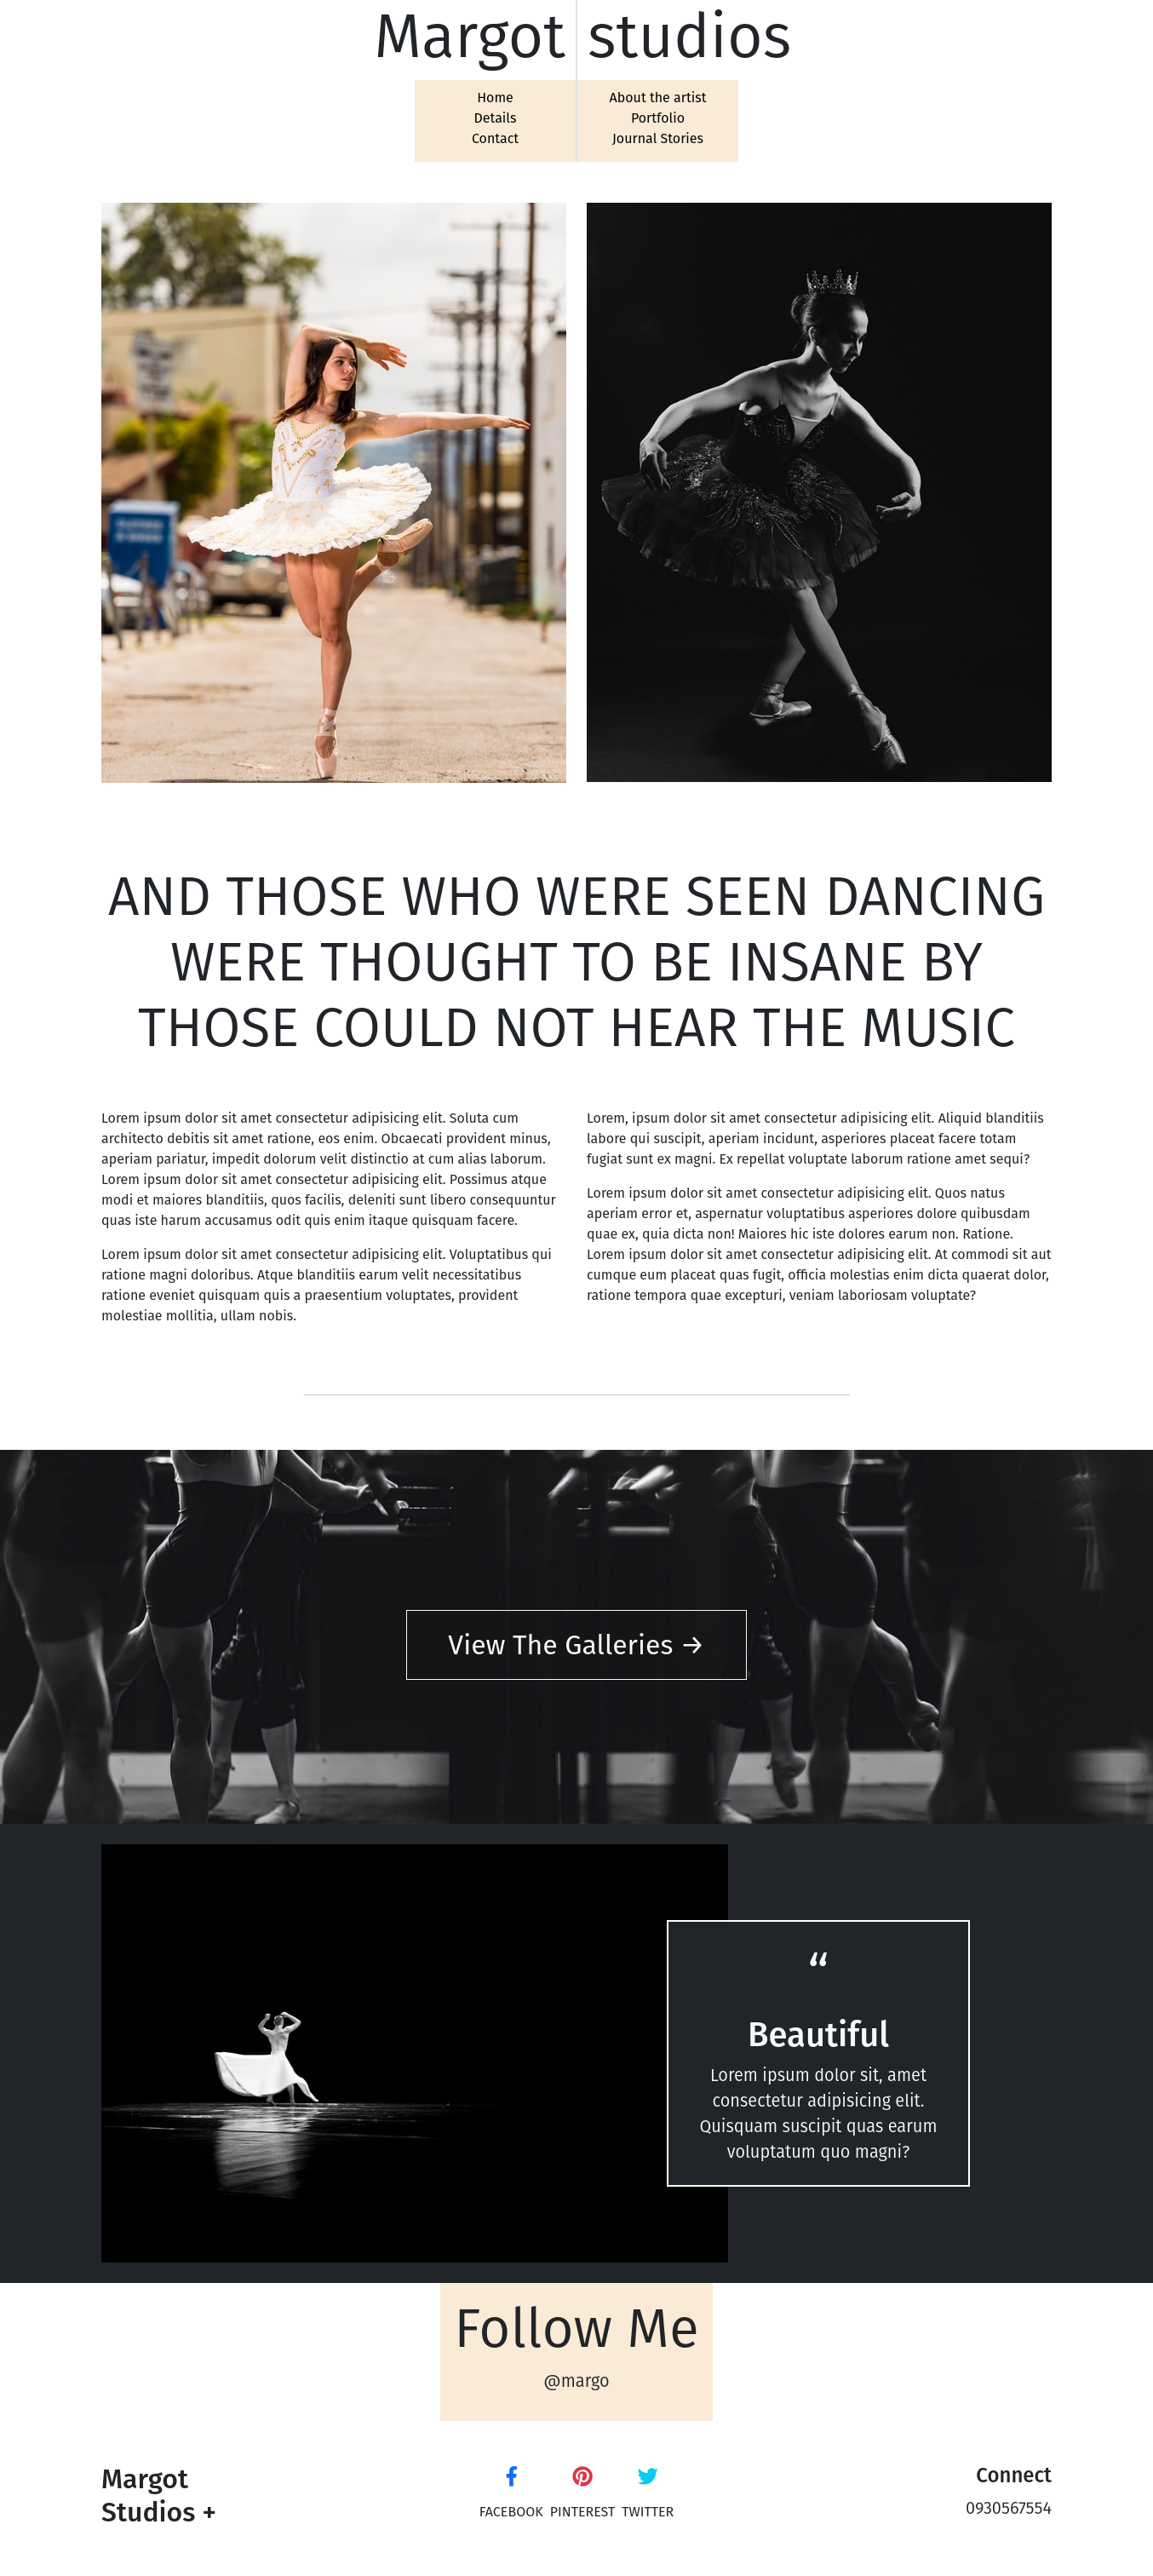 Margot studios
Home
Details
Contact
About the artist
Portfolio
Journal Stories
AND THOSE WHO WERE SEEN DANCING
WERE THOUGHT TO BE INSANE BY
THOSE COULD NOT HEAR THE MUSIC
Lorem ipsum dolor sit amet consectetur adipisicing elit. Soluta cum
architecto debitis sit amet ratione, eos enim. Obcaecati provident minus,
aperiam pariatur, impedit dolorum velit distinctio at cum alias laborum.
Lorem ipsum dolor sit amet consectetur adipisicing elit. Possimus atque
modi et maiores blanditiis, quos facilis, deleniti sunt libero consequuntur
quas iste harum accusamus odit quis enim itaque quisquam facere.
Lorem ipsum dolor sit amet consectetur adipisicing elit. Voluptatibus qui
ratione magni doloribus. Atque blanditiis earum velit necessitatibus
ratione eveniet quisquam quis a praesentium voluptates, provident
molestiae mollitia, ullam nobis.
Lorem, ipsum dolor sit amet consectetur adipisicing elit. Aliquid blanditiis
labore qui suscipit, aperiam incidunt, asperiores placeat facere totam
fugiat sunt ex magni. Ex repellat voluptate laborum ratione amet sequi?
Lorem ipsum dolor sit amet consectetur adipisicing elit. Quos natus
aperiam error et, aspernatur voluptatibus asperiores dolore quibusdam
quae ex, quia dicta non! Maiores hic iste dolores earum non. Ratione.
Lorem ipsum dolor sit amet consectetur adipisicing elit. At commodi sit aut
cumque eum placeat quas fugit, officia molestias enim dicta quaerat dolor,
ratione tempora quae excepturi, veniam laboriosam voluptate?
View The Galleries →
“
Beautiful
Lorem ipsum dolor sit, amet
consectetur adipisicing elit.
Quisquam suscipit quas earum
voluptatum quo magni?
Follow Me
@margo
Margot
Studios +
FACEBOOK PINTEREST TWITTER
Connect
0930567554